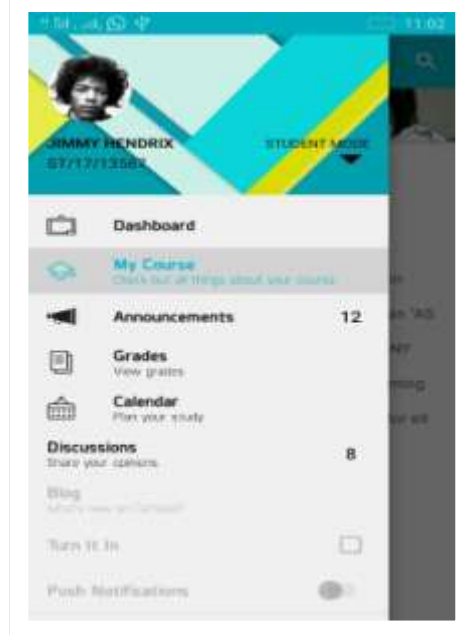 11:02
JIMMY HENDRIX
STUDENT MODE
ST/17/13567
Dashboard
My Course
Check out all things about your course
Announcements 12
Grades
View grades
Calendar
Plan your study
Discussions 8
Share your opinions
Blog
Turn It In
Push Notifications